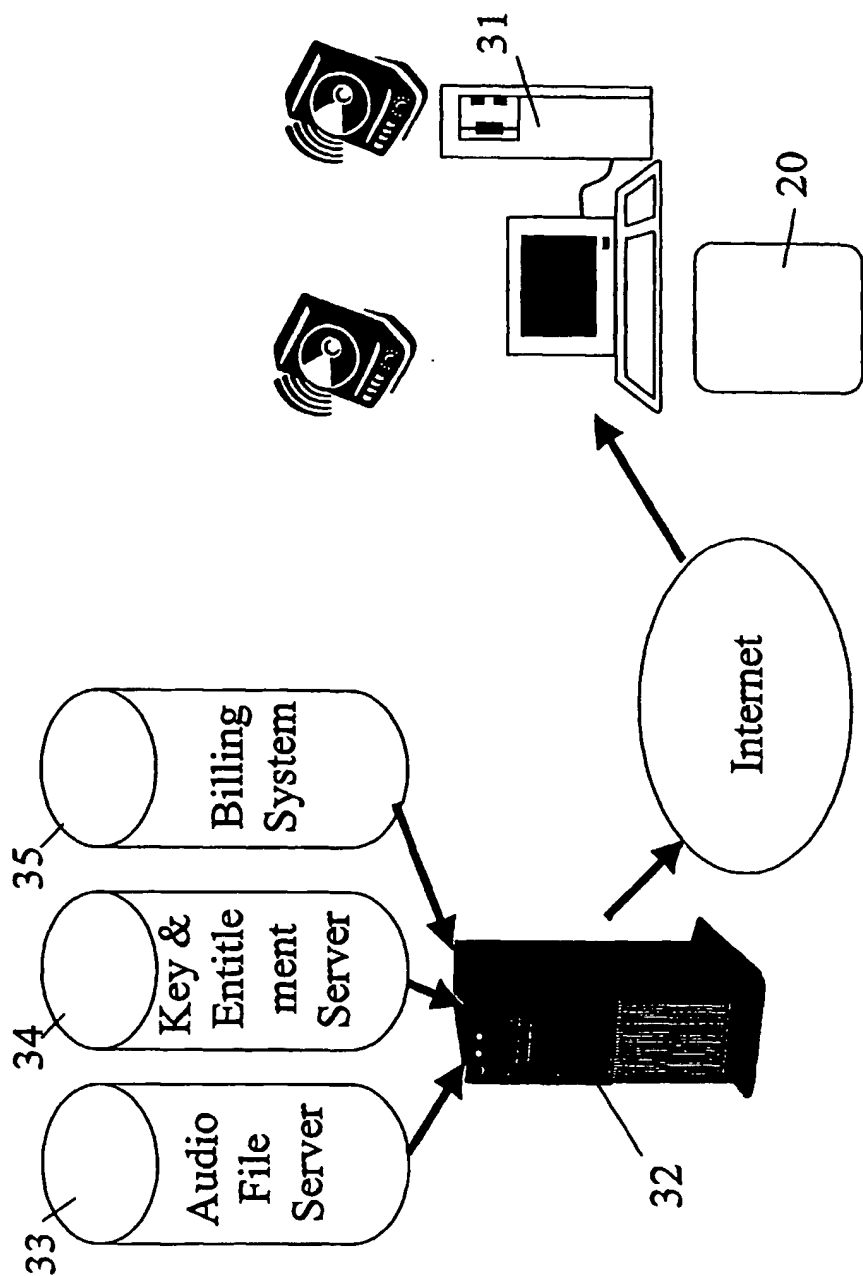 33
Audio
File
Server
34
Key &
Entitle
ment
Server
35
Billing
System
32
Internet
31
20